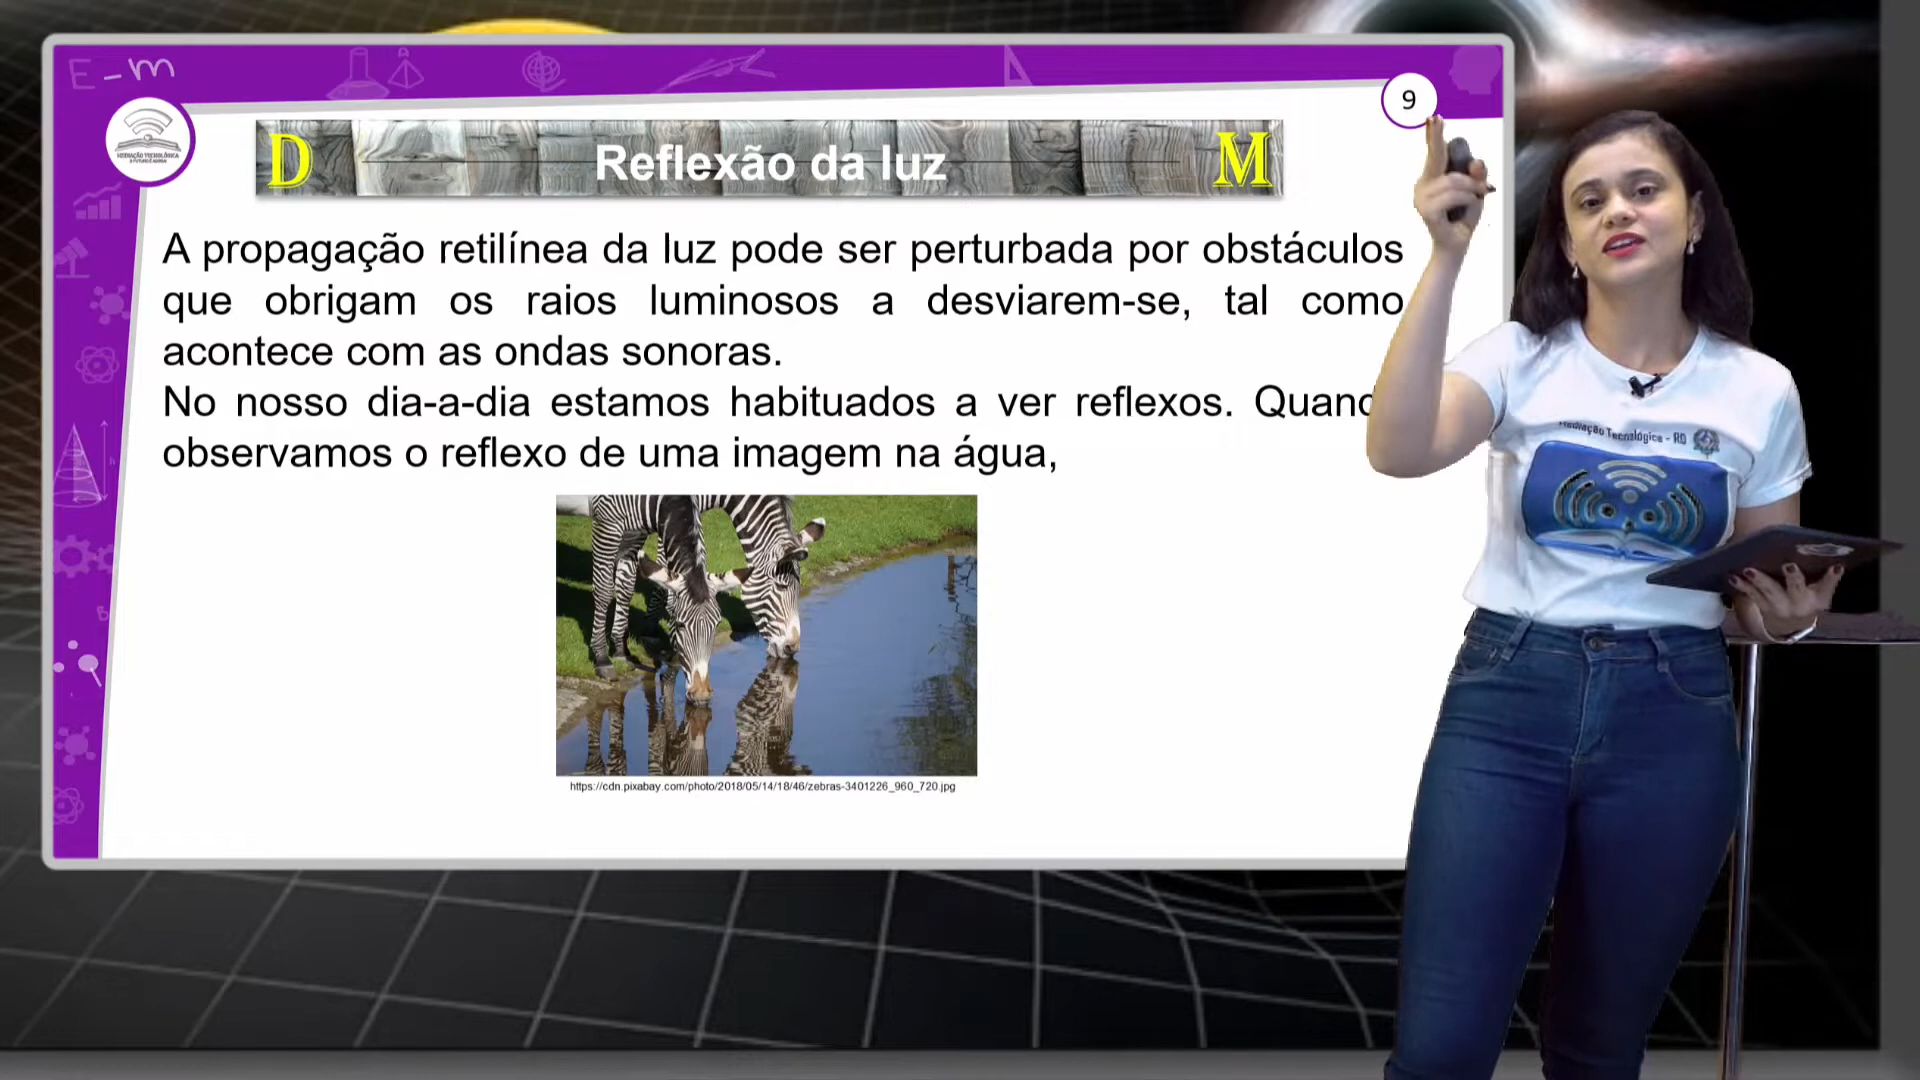 E-m
9
MEDIAÇÃO TECNOLÓGICA
D Reflexão da luz M
A propagação retilínea da luz pode ser perturbada por obstáculos
que obrigam os raios luminosos a desviarem-se, tal como
acontece com as ondas sonoras.
No nosso dia-a-dia estamos habituados a ver reflexos.
observamos o reflexo de uma imagem na água,
https://cdn.pixabay.com/photo/2018/05/14/18/46/zebras-3401226_960_720.jpg
Mediação Tecnológica - RO